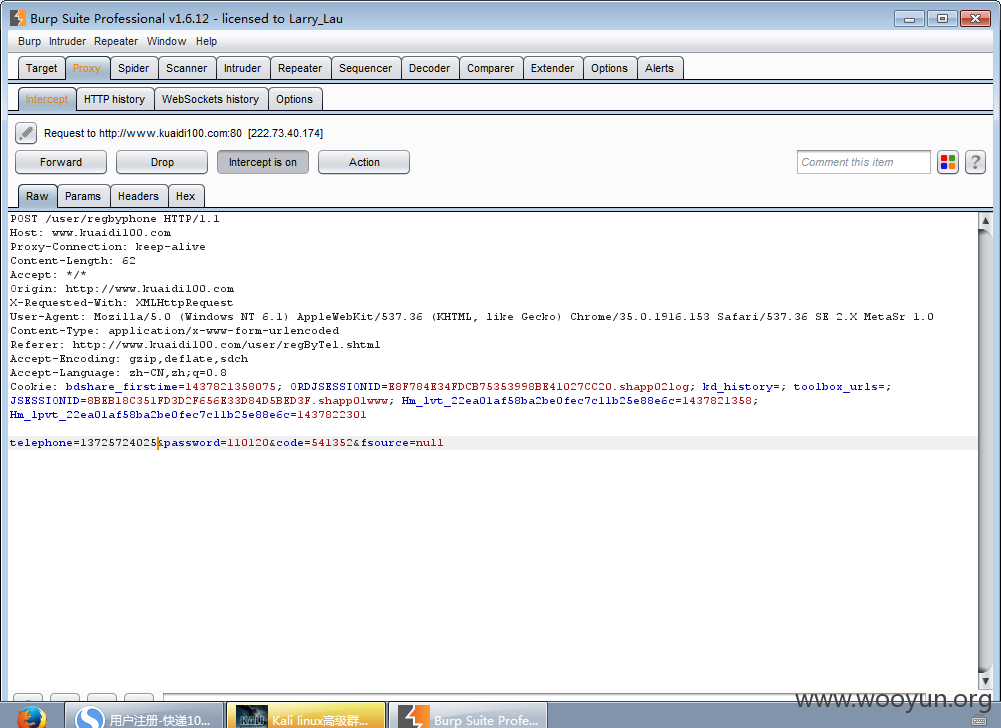 Burp Suite Professional v1.6.12 - licensed to Larry_Lau
Burp Intruder Repeater Window Help
Target Proxy Spider Scanner Intruder Repeater Sequencer Decoder Comparer Extender Options Alerts
Intercept HTTP history WebSockets history Options
Request to http://www.kuaidi100.com:80 [222.73.40.174]
Forward Drop Intercept is on Action Comment this item ?
Raw Params Headers Hex
POST /user/regbyphone HTTP/1.1
Host: www.kuaidi100.com
Proxy-Connection: keep-alive
Content-Length: 62
Accept: */*
Origin: http://www.kuaidi100.com
X-Requested-With: XMLHttpRequest
User-Agent: Mozilla/5.0 (Windows NT 6.1) AppleWebKit/537.36 (KHTML, like Gecko) Chrome/35.0.1916.153 Safari/537.36 SE 2.X MetaSr 1.0
Content-Type: application/x-www-form-urlencoded
Referer: http://www.kuaidi100.com/user/regByTel.shtml
Accept-Encoding: gzip,deflate,sdch
Accept-Language: zh-CN,zh;q=0.8
Cookie: bdshare_firstime=1437821358075; ORDJSESSIONID=E8F784E34FDCB75353998BE41027CC20.shapp02log; kd_history=; toolbox_urls=;
JSESSIONID=8BEB18C351FD3D2F656E33D84D5BED3F.shapp01www; Hm_lvt_22ea01af58ba2be0fec7c11b25e88e6c=1437821358;
Hm_lpvt_22ea01af58ba2be0fec7c11b25e88e6c=1437822301
telephone=13725724025&password=110120&code=541352&fsource=null
www.wooyun.org
用户注册-快递10... Kali linux高级群... Burp Suite Profe...